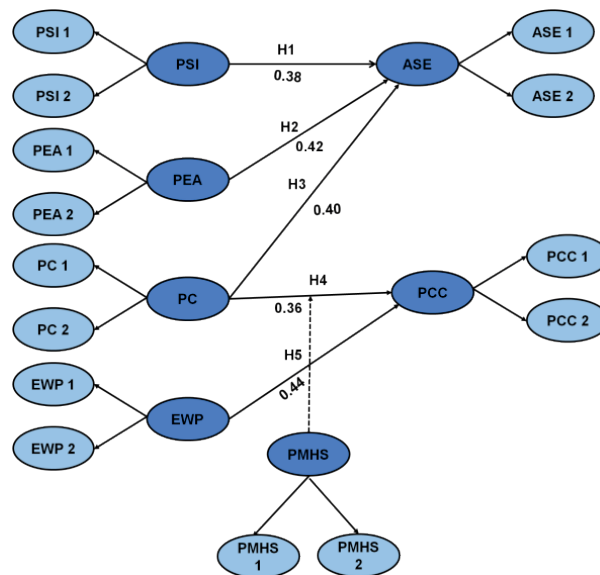 PSI 1
PSI 2
PSI
H1
0.38
ASE
ASE 1
ASE 2
PEA 1
PEA 2
PEA
H2
0.42
H3
0.40
PC 1
PC 2
PC
H4
0.36
PCC
PCC 1
PCC 2
EWP 1
EWP 2
EWP
H5
0.44
PMHS
PMHS
1
PMHS
2